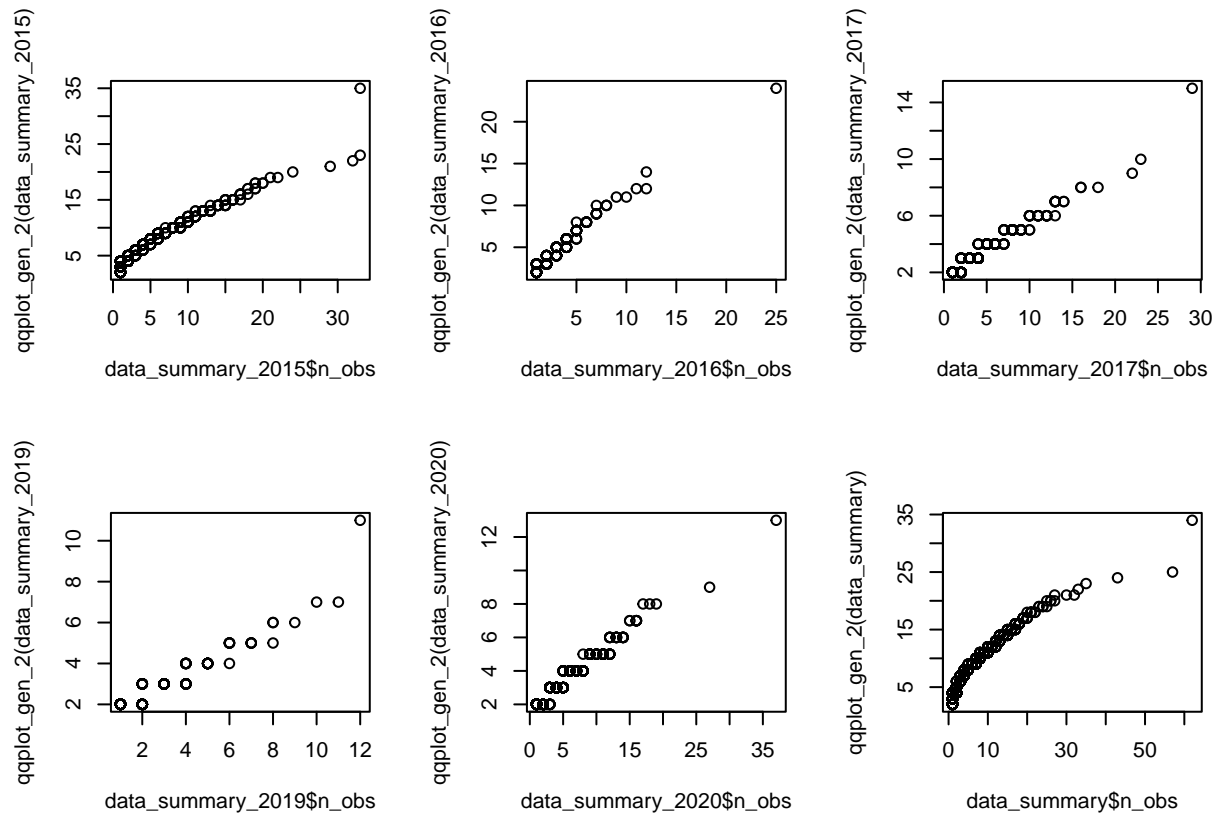 qqplot_gen_2(data_summary_2015)
35
25
15
5
0 5 10 20 30
data_summary_2015$n_obs
qqplot_gen_2(data_summary_2016)
20
15
10
5
5 10 15 20 25
data_summary_2016$n_obs
qqplot_gen_2(data_summary_2017)
14
10
6
2
0 5 10 15 20 25 30
data_summary_2017$n_obs
qqplot_gen_2(data_summary_2019)
10
8
6
4
2
2 4 6 8 10 12
data_summary_2019$n_obs
qqplot_gen_2(data_summary_2020)
12
8
6
4
2
0 5 15 25 35
data_summary_2020$n_obs
qqplot_gen_2(data_summary)
35
25
15
5
0 10 30 50
data_summary$n_obs